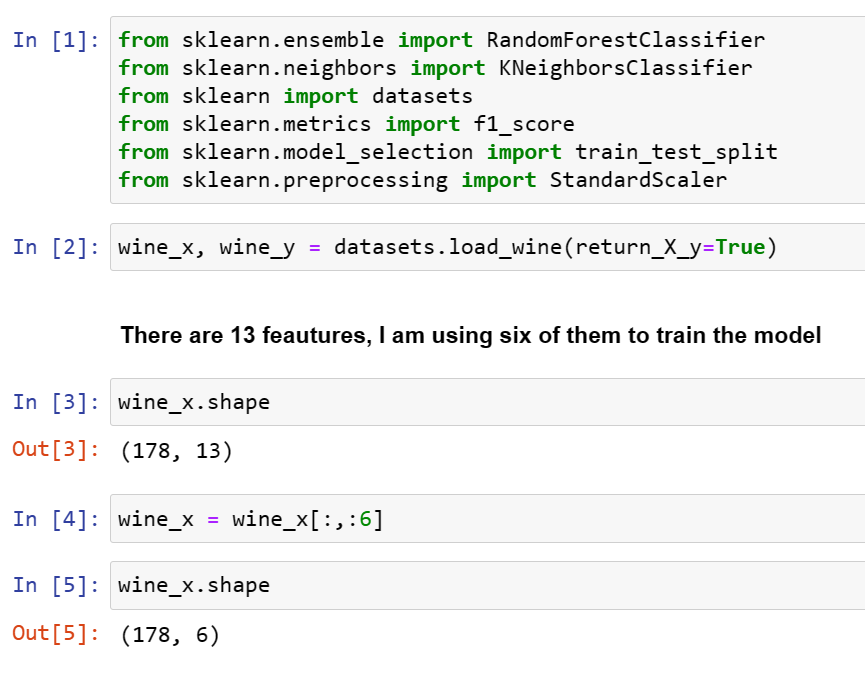 In [1]: from sklearn.ensemble import RandomForestClassifier
from sklearn.neighbors import KNeighborsClassifier
from sklearn import datasets
from sklearn.metrics import f1_score
from sklearn.model_selection import train_test_split
from sklearn.preprocessing import StandardScaler
In [2]: wine_x, wine_y = datasets.load_wine(return_X_y=True)
There are 13 feautures, I am using six of them to train the model
In [3]: wine_x.shape
Out[3]: (178, 13)
In [4]: wine_x = wine_x[:,:6]
In [5]: wine_x.shape
Out[5]: (178, 6)